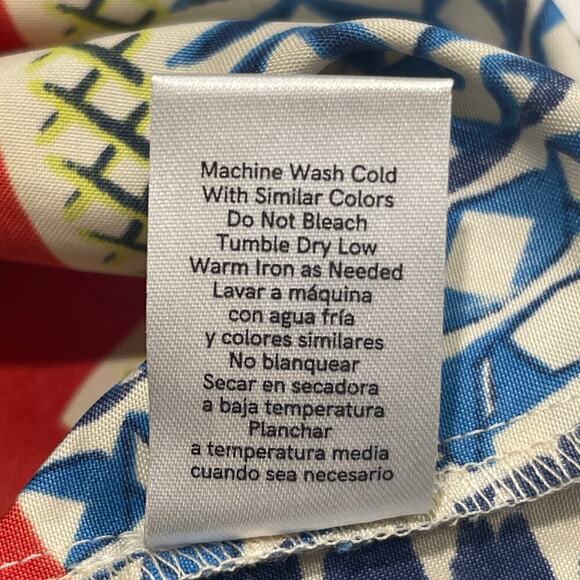 Machine Wash Cold
With Similar Colors
Do Not Bleach
Tumble Dry Low
Warm Iron as Needed
Lavar a máquina
con agua fría
y colores similares
No blanquear
Secar en secadora
a baja temperatura
Planchar
a temperatura media
cuando sea necesario